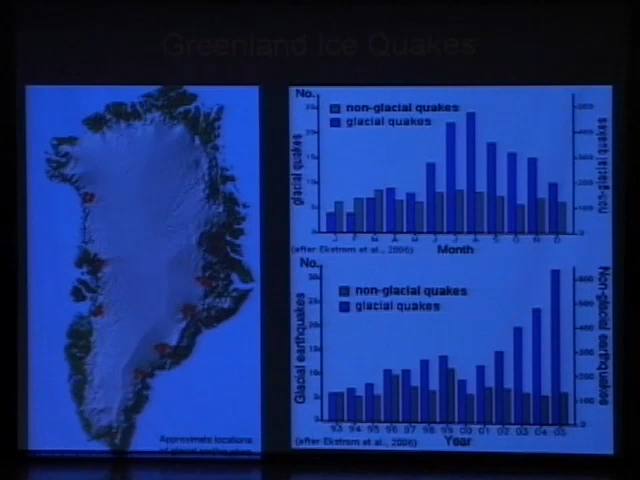 Greenland Ice Quakes
Approximate locations
No.
non-glacial quakes
glacial quakes
glacial quakes
non-glacial quakes
J F M A M J J A S O N D
(after Ekstrom et al., 2006)
Month
No.
non-glacial quakes
glacial quakes
Glacial earthquakes
Non-glacial earthquakes
93 94 95 96 97 98 99 00 01 02 03 04 05
(after Ekstrom et al., 2006)
Year